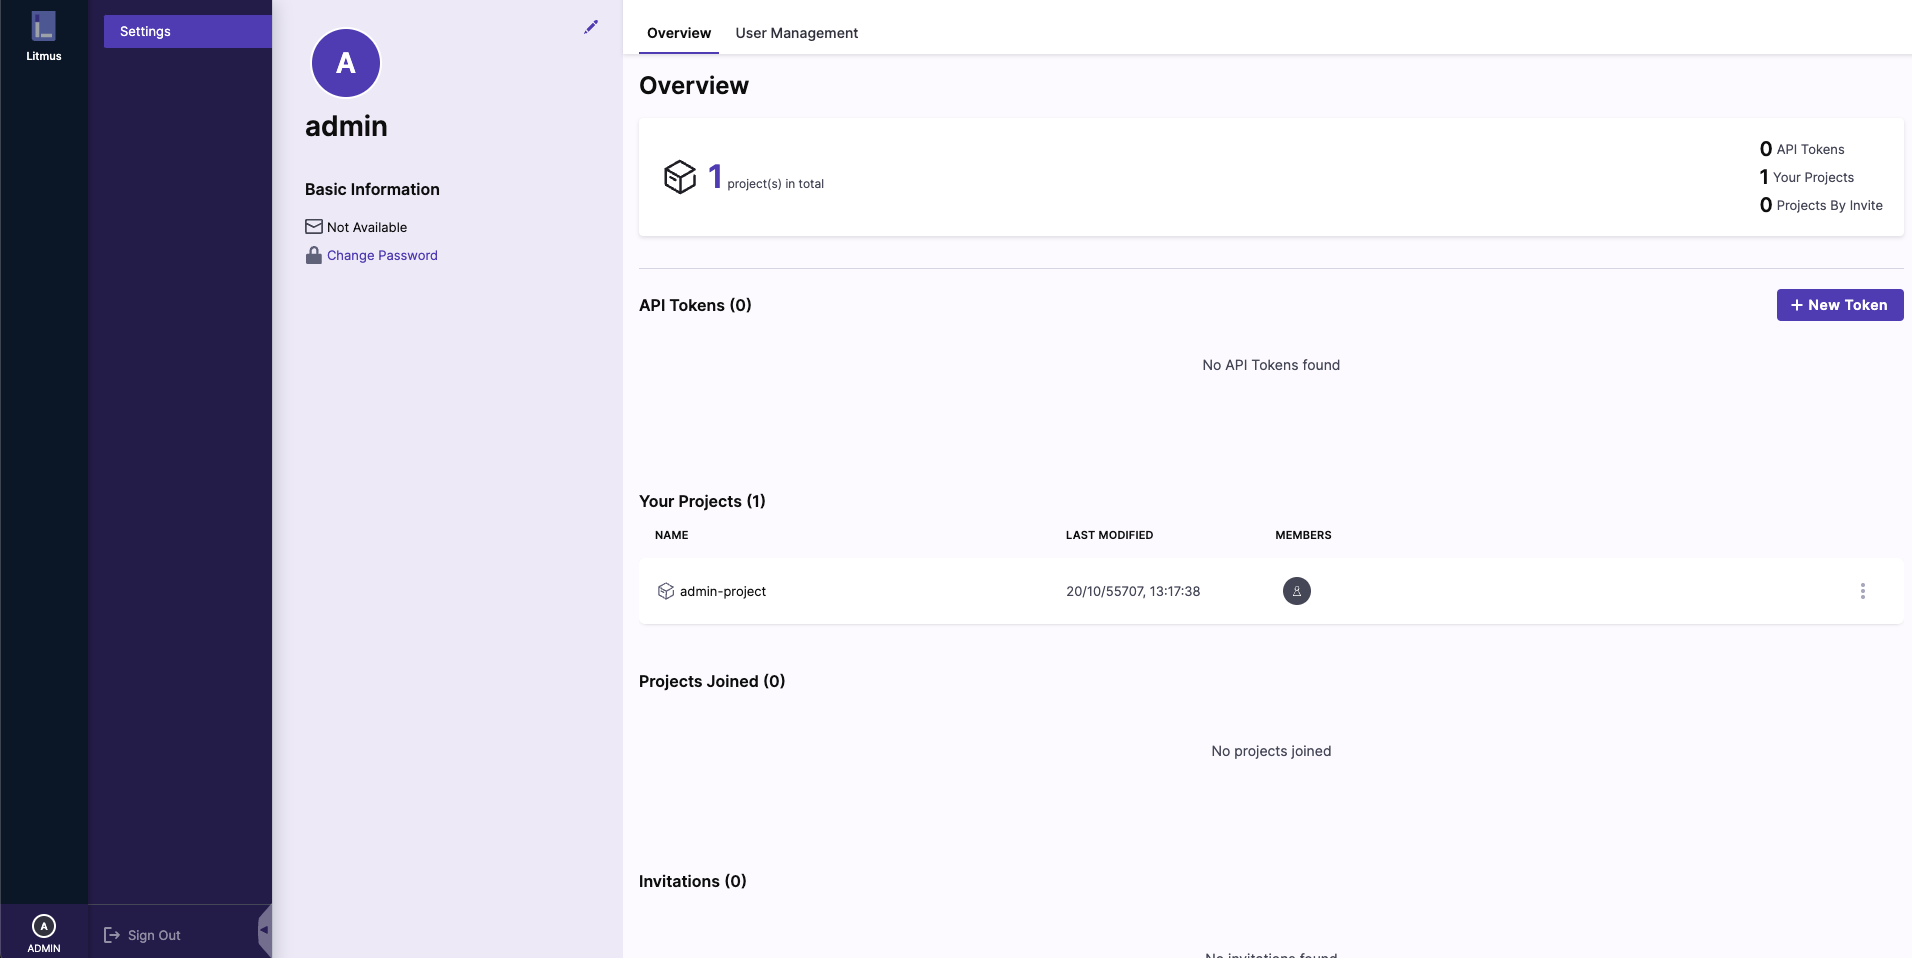 Litmus
Settings
A
admin
Basic Information
Not Available
Change Password
Overview
User Management
Overview
1 project(s) in total
0 API Tokens
1 Your Projects
0 Projects By Invite
API Tokens (0)
+ New Token
No API Tokens found
Your Projects (1)
NAME
LAST MODIFIED
MEMBERS
admin-project
20/10/55707, 13:17:38
Projects Joined (0)
No projects joined
Invitations (0)
No invitations found
A
ADMIN
Sign Out